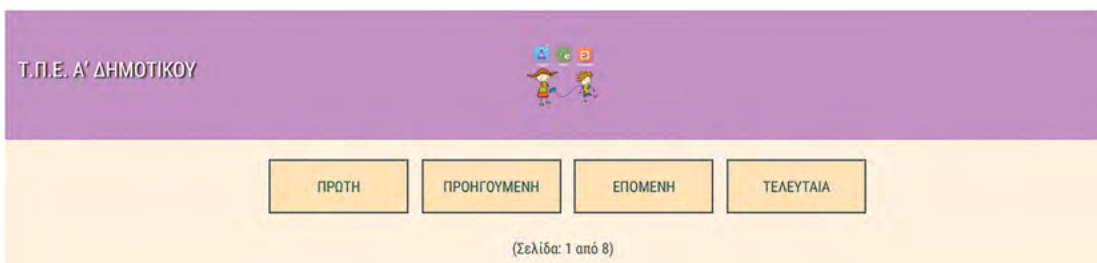 Τ.Π.Ε. Α' ΔΗΜΟΤΙΚΟΥ
ΠΡΩΤΗ ΠΡΟΗΓΟΥΜΕΝΗ ΕΠΟΜΕΝΗ ΤΕΛΕΥΤΑΙΑ
(Σελίδα: 1 από 8)